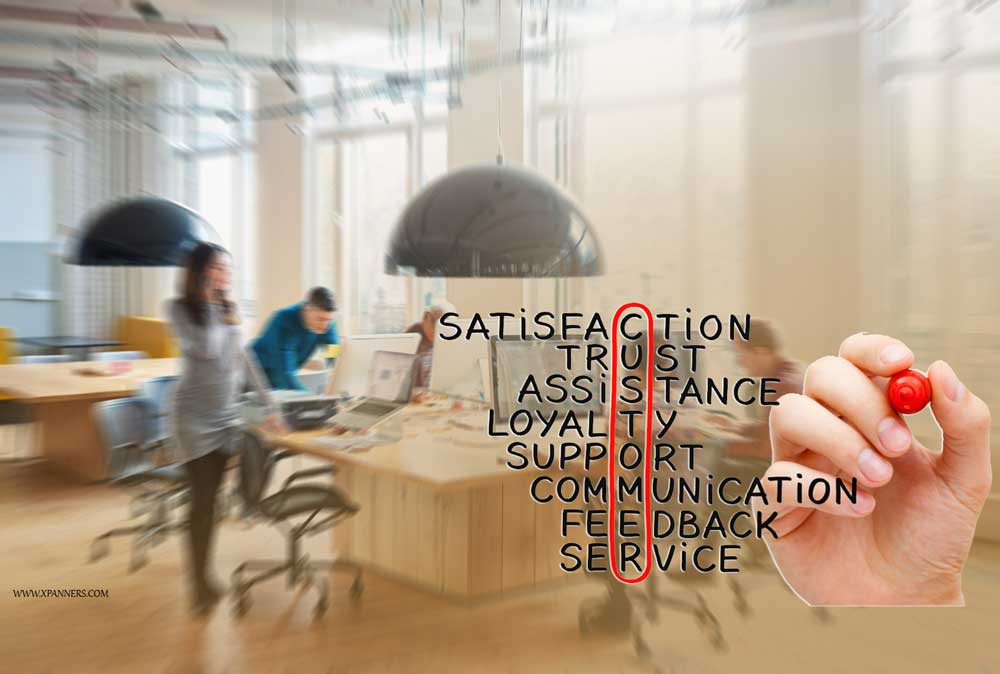 SATiSFACTiON
TRUST
ASSiSTANCE
LOYALTY
SUPPORT
COMMUNiCATiON
FEEDBACK
SERViCE
WWW.XPANNERS.COM